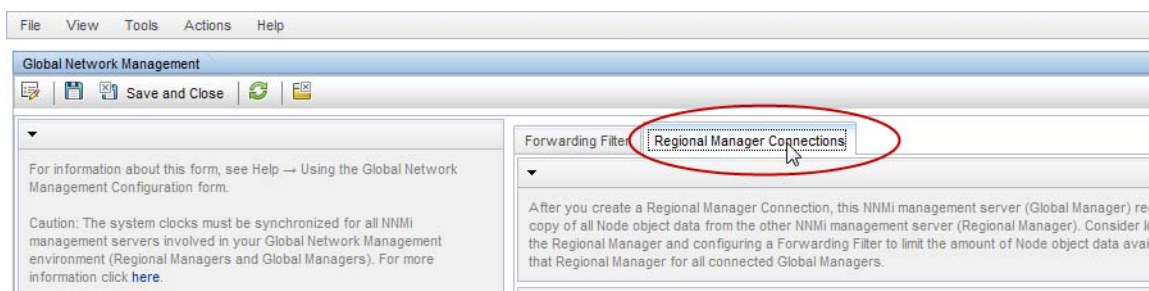 File View Tools Actions Help
Global Network Management
Save and Close
For information about this form, see Help → Using the Global Network
Management Configuration form.
Caution: The system clocks must be synchronized for all NNMi
management servers involved in your Global Network Management
environment (Regional Managers and Global Managers). For more
information click here.
Forwarding Filter Regional Manager Connections
After you create a Regional Manager Connection, this NNMi management server (Global Manager)
copy of all Node object data from the other NNMi management server (Regional Manager). Consider
the Regional Manager and configuring a Forwarding Filter to limit the amount of Node object data
that Regional Manager for all connected Global Managers.